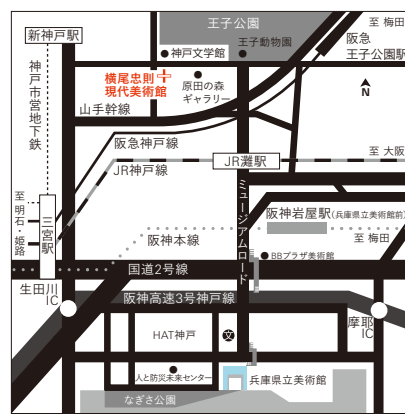 王子公園
至 梅田
新神戸駅
阪急
王子公園駅
神戸文学館
王子動物園
横尾忠則
現代美術館
原田の森
ギャラリー
N
神戸市営地下鉄
山手幹線
阪急神戸線
JR神戸線
JR灘駅
至 大阪
ミュージアムロード
至 明石・姫路
三宮駅
阪神岩屋駅(兵庫県立美術館前)
阪神本線
至 梅田
BBプラザ美術館
国道2号線
生田川
IC
阪神高速3号神戸線
摩耶
IC
HAT神戸
文
人と防災未来センター
兵庫県立美術館
なぎさ公園